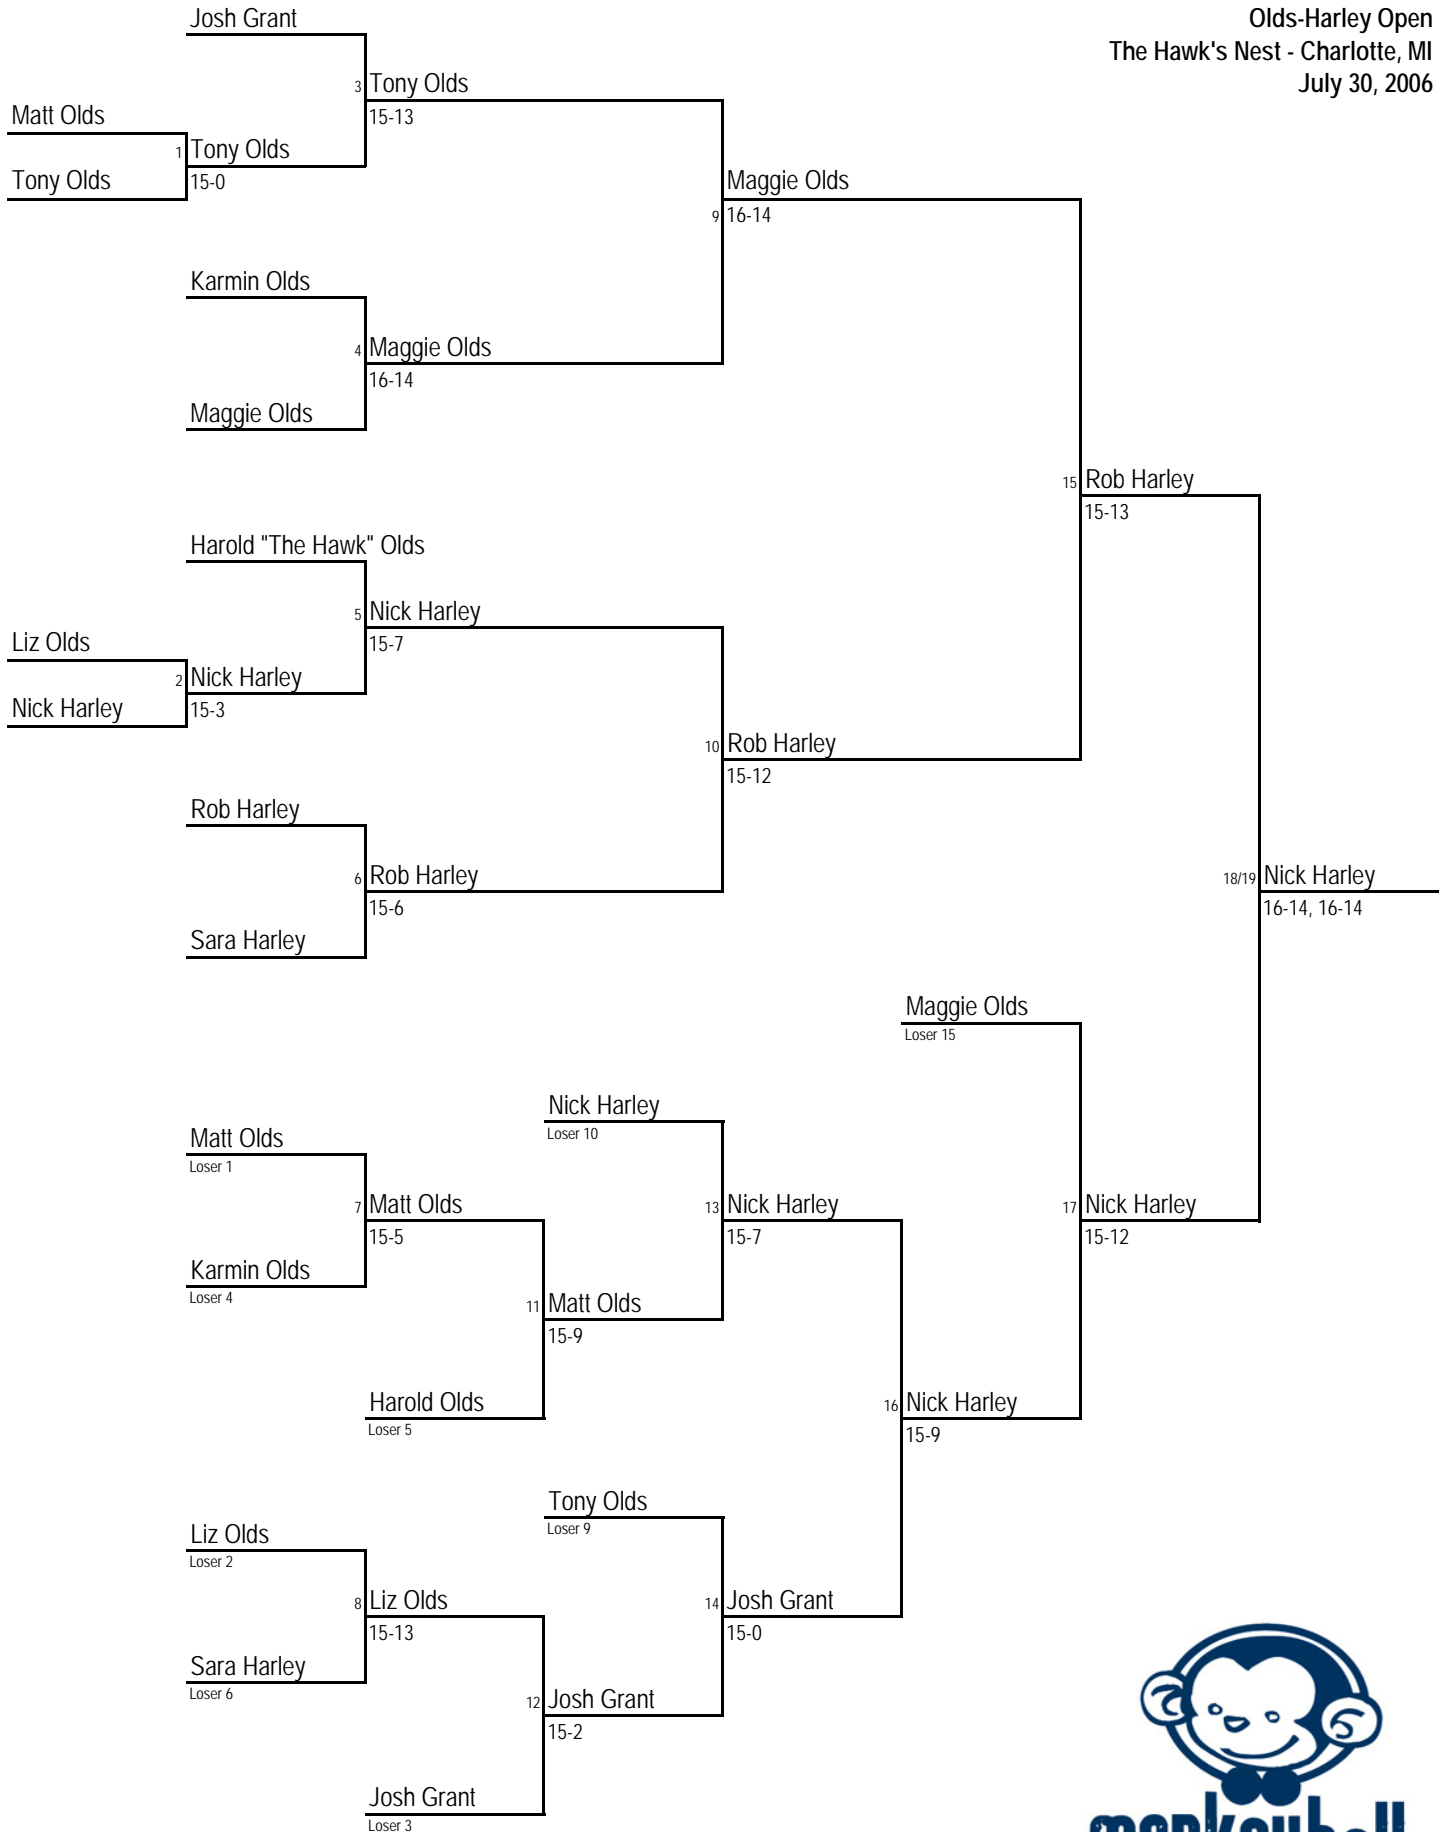 Olds-Harley Open
The Hawk's Nest - Charlotte, MI
July 30, 2006
Josh Grant
3 Tony Olds
15-13
Matt Olds
1 Tony Olds
Tony Olds
15-0
Maggie Olds
9 16-14
Karmin Olds
4 Maggie Olds
16-14
Maggie Olds
15 Rob Harley
15-13
Harold "The Hawk" Olds
5 Nick Harley
15-7
Liz Olds
2 Nick Harley
Nick Harley
15-3
10 Rob Harley
15-12
Rob Harley
6 Rob Harley
15-6
Sara Harley
18/19 Nick Harley
16-14, 16-14
Maggie Olds
Loser 15
Nick Harley
Loser 10
Matt Olds
Loser 1
7 Matt Olds
15-5
13 Nick Harley
15-7
17 Nick Harley
15-12
Karmin Olds
Loser 4
11 Matt Olds
15-9
Harold Olds
Loser 5
16 Nick Harley
15-9
Tony Olds
Loser 9
Liz Olds
Loser 2
8 Liz Olds
15-13
14 Josh Grant
15-0
Sara Harley
Loser 6
12 Josh Grant
15-2
Josh Grant
Loser 3